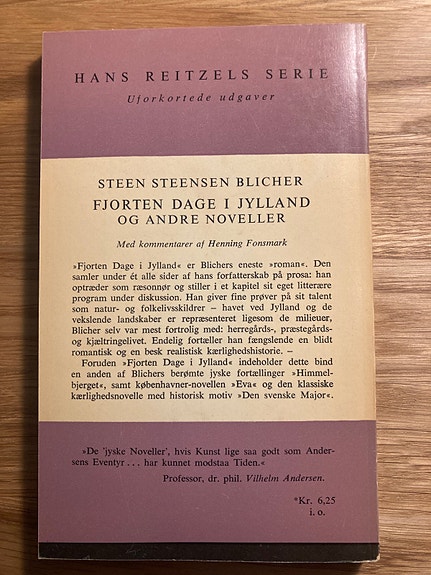 HANS REITZELS SERIE
Uforkortede udgaver
STEEN STEENSEN BLICHER
FJORTEN DAGE I JYLLAND
OG ANDRE NOVELLER
Med kommentarer af Henning Fonsmark
»Fjorten Dage i Jylland« er Blichers eneste »roman«. Den
samler under ét alle sider af hans forfatterskab på prosa: han
optræder som ræsonnør og stiller i et kapitel sit eget litterære
program under diskussion. Han giver fine prøver på sit talent
som natur- og folkelivsskildrer – havet ved Jylland og de
vekslende landskaber er repræsenteret ligesom de milieuer,
Blicher selv var mest fortrolig med: herregårds-, præstegårds-
og kjæltringelivet. Endelig fortæller han fængslende en blidt
romantisk og en besk realistisk kærlighedshistorie. –
Foruden »Fjorten Dage i Jylland« indeholder dette bind
en anden af Blichers berømte jyske fortællinger »Himmel-
bjerget«, samt københavner-novellen »Eva« og den klassiske
kærlighedsnovelle med historisk motiv »Den svenske Major«.
»De 'jyske Noveller', hvis Kunst lige saa godt som Ander-
sens Eventyr . . . har kunnet modstaa Tiden.«
Professor, dr. phil. Vilhelm Andersen.
*Kr. 6,25
i. o.